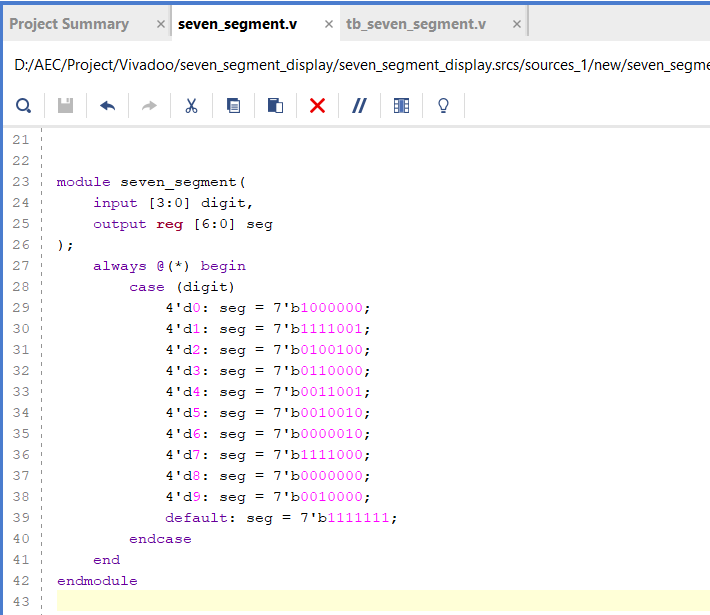 Project Summary × seven_segment.v × tb_seven_segment.v ×
D:/AEC/Project/Vivadoo/seven_segment_display/seven_segment_display.srcs/sources_1/new/seven_segme
21
22
23 module seven_segment(
24 input [3:0] digit,
25 output reg [6:0] seg
26 );
27 always @(*) begin
28 case (digit)
29 4'd0: seg = 7'b1000000;
30 4'd1: seg = 7'b1111001;
31 4'd2: seg = 7'b0100100;
32 4'd3: seg = 7'b0110000;
33 4'd4: seg = 7'b0011001;
34 4'd5: seg = 7'b0010010;
35 4'd6: seg = 7'b0000010;
36 4'd7: seg = 7'b1111000;
37 4'd8: seg = 7'b0000000;
38 4'd9: seg = 7'b0010000;
39 default: seg = 7'b1111111;
40 endcase
41 end
42 endmodule
43